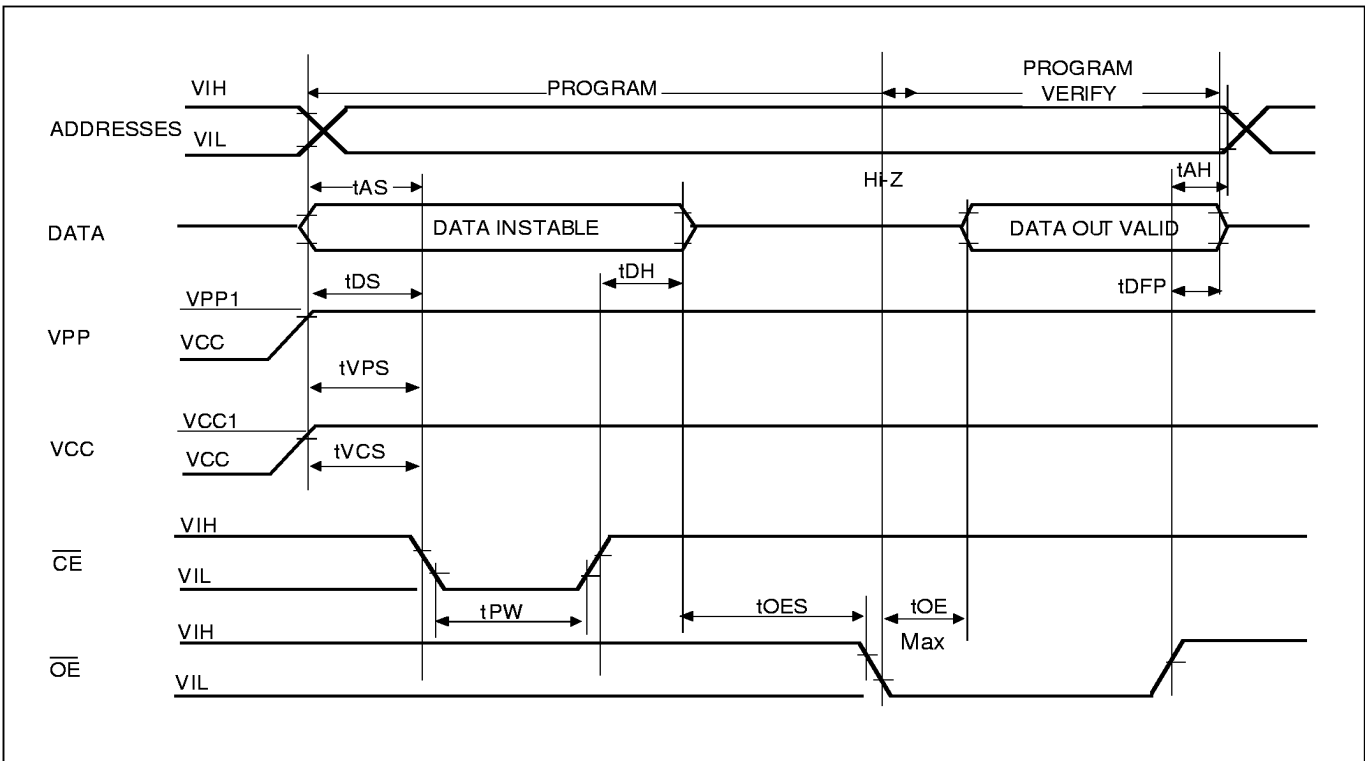 PROGRAM
PROGRAM
VERIFY
VIH
ADDRESSES
VIL
tAS
Hi-Z
tAH
DATA
DATA INSTABLE
DATA OUT VALID
tDS
tDH
tDFP
VPP1
VPP
VCC
tVPS
VCC1
VCC
VCC
tVCS
VIH
CE
VIL
tPW
tOES
tOE
Max
VIH
OE
VIL